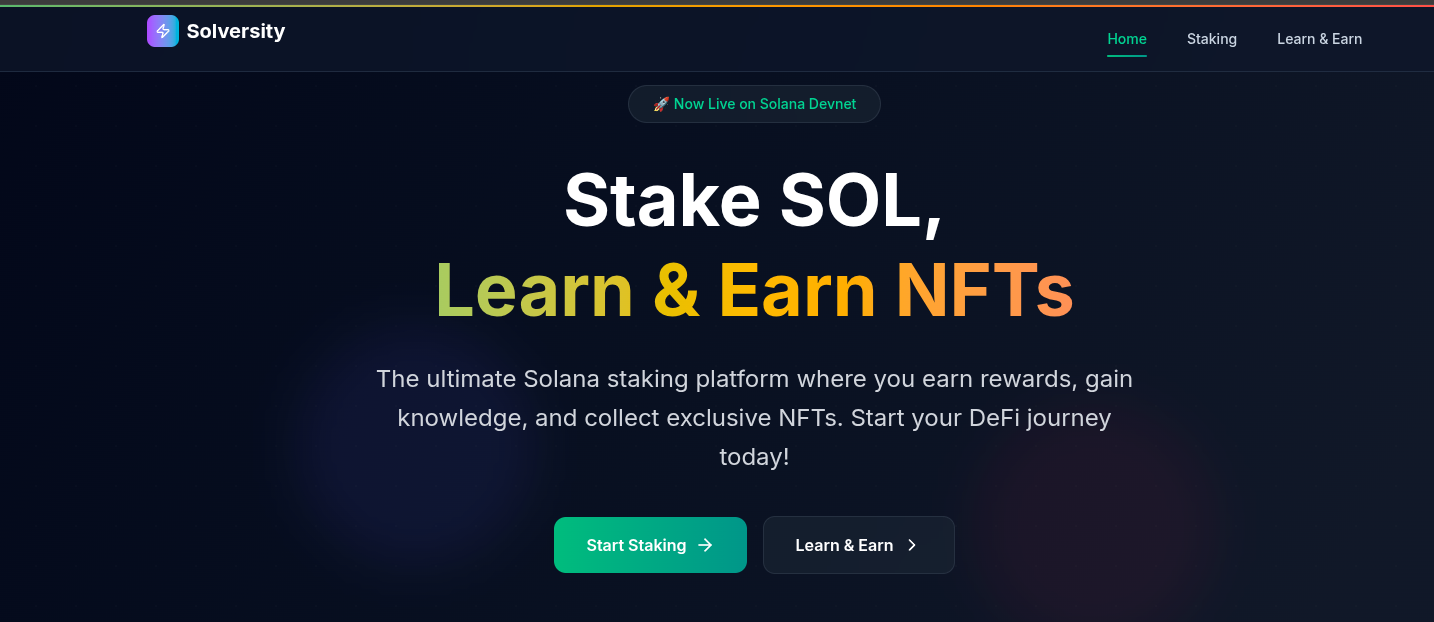 Solversity
Home
Staking
Learn & Earn
🚀 Now Live on Solana Devnet
Stake SOL,
Learn & Earn NFTs
The ultimate Solana staking platform where you earn rewards, gain
knowledge, and collect exclusive NFTs. Start your DeFi journey
today!
Start Staking
Learn & Earn